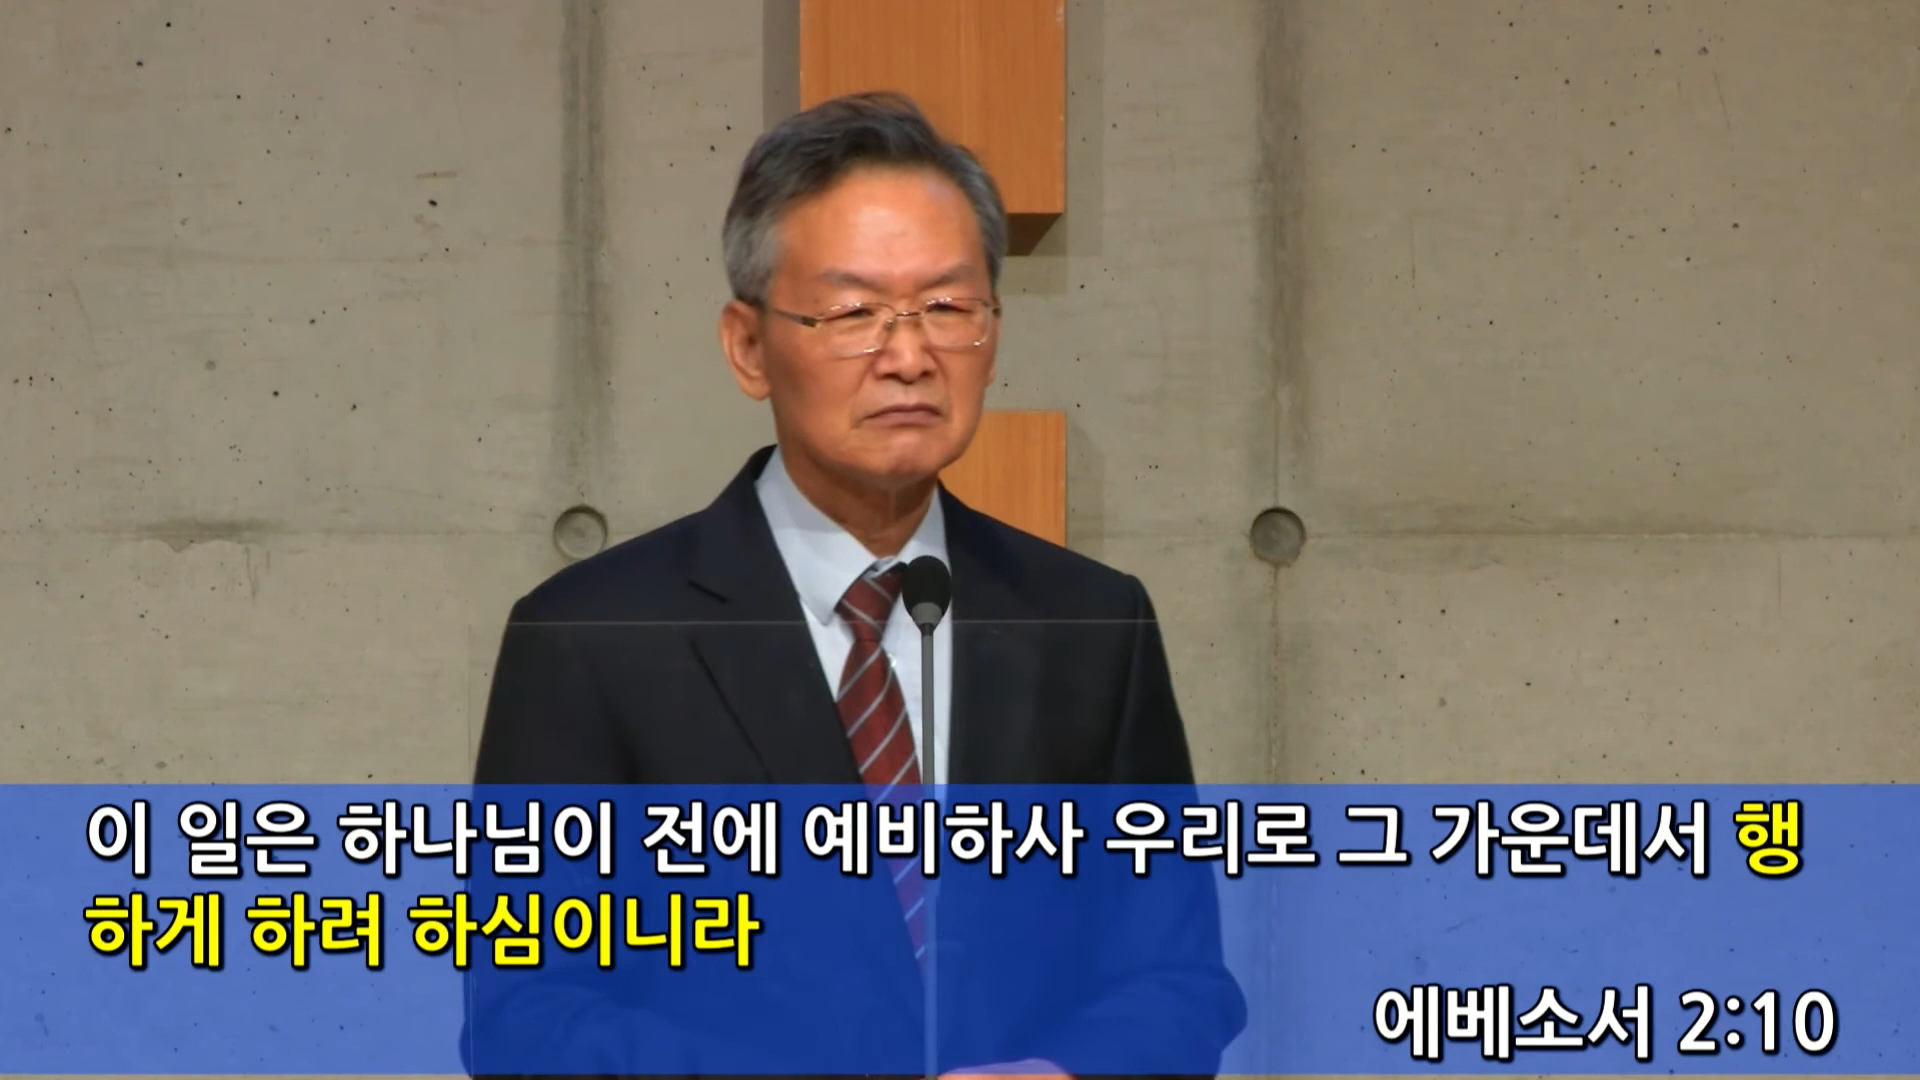 이 일은 하나님이 전에 예비하사 우리로 그 가운데서 행
하게 하려 하심이니라
에베소서 2:10